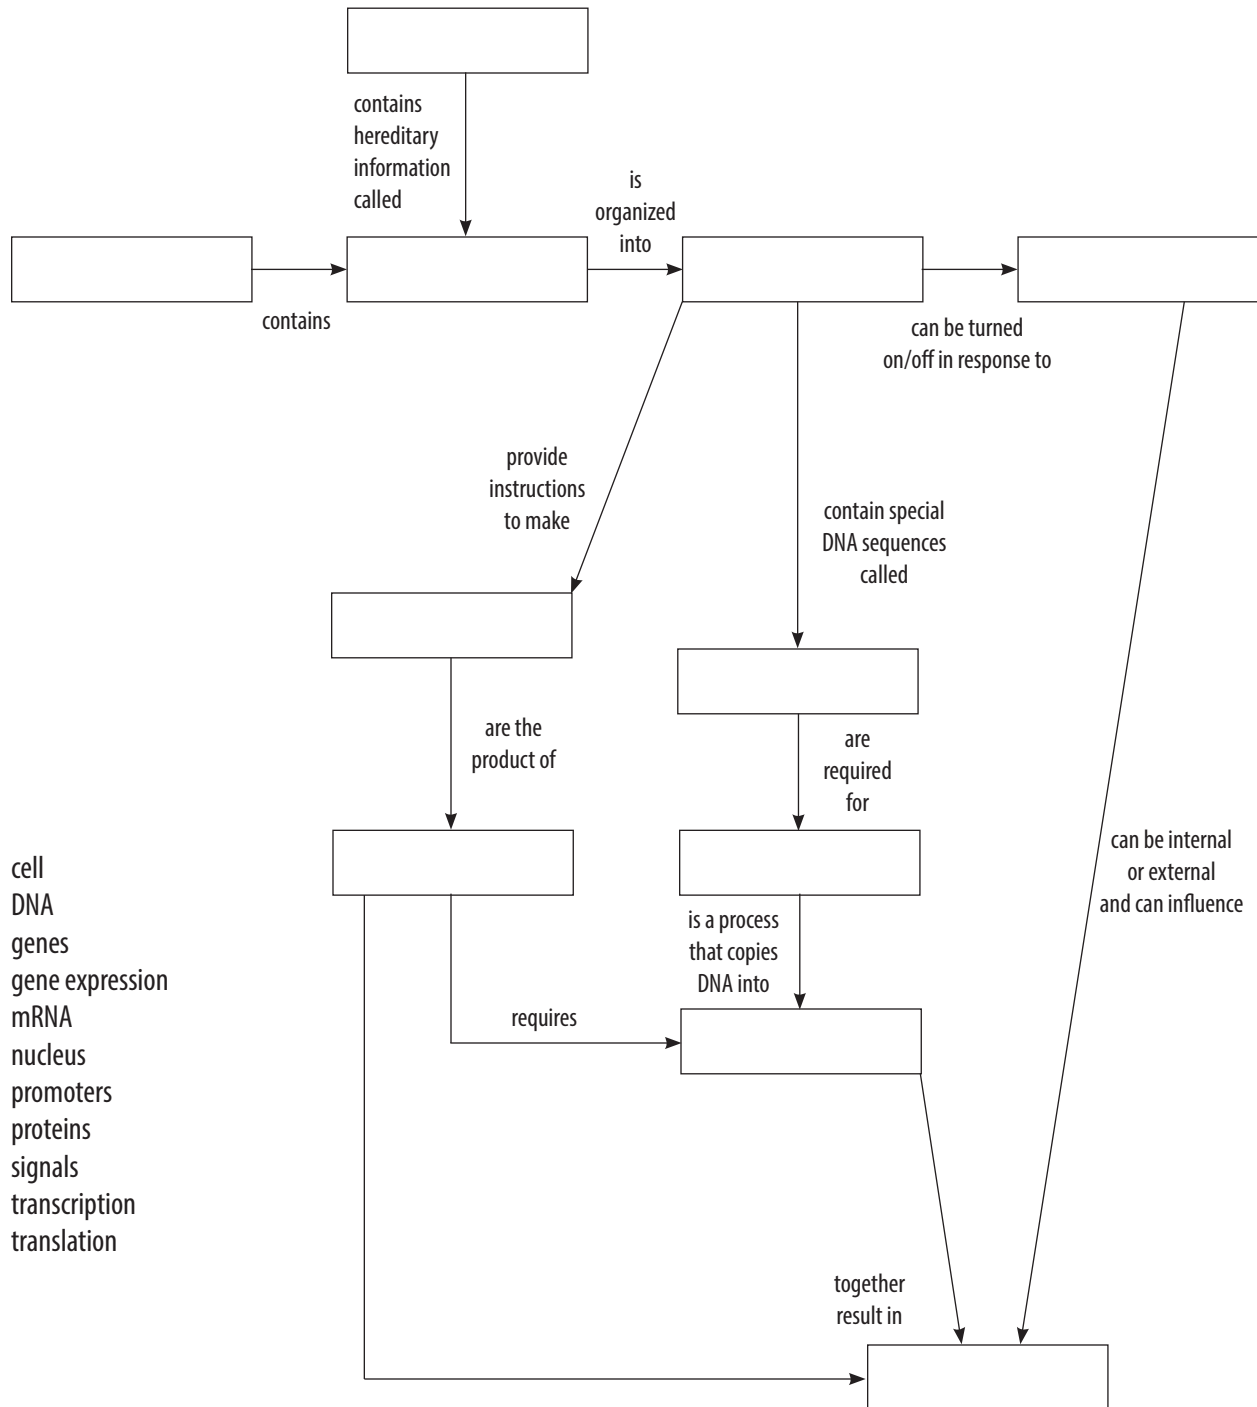 contains
hereditary
information
called
is
organized
into
contains
can be turned
on/off in response to
provide
instructions
to make
contain special
DNA sequences
called
are the
product of
are
required
for
can be internal
or external
and can influence
is a process
that copies
DNA into
requires
together
result in
cell
DNA
genes
gene expression
mRNA
nucleus
promoters
proteins
signals
transcription
translation